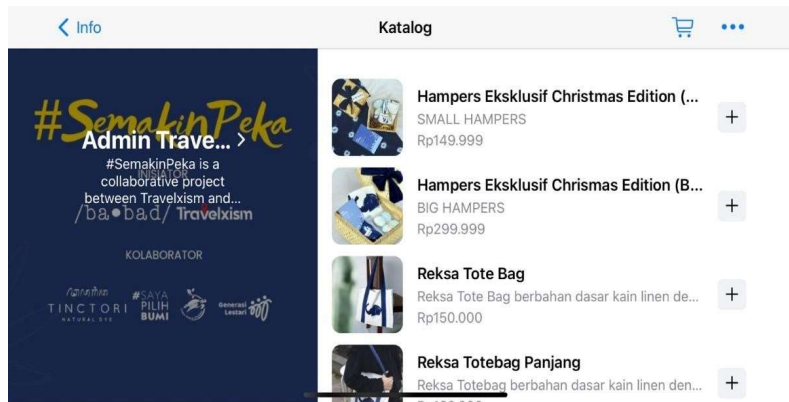 Info
Katalog
#SemakinPeka
Admin Trave...
#SemakinPeka is a
INISIATOR
collaborative project
between Travelxism and...
/ba•bad/ Travelxism
KOLABORATOR
TINCTORI
NATURAL DYE
#SAYA
PILIH
BUMI
Generasi
Lestari
Hampers Eksklusif Christmas Edition (...
SMALL HAMPERS
Rp149.999
Hampers Eksklusif Chrismas Edition (B...
BIG HAMPERS
Rp299.999
Reksa Tote Bag
Reksa Tote Bag berbahan dasar kain linen de...
Rp150.000
Reksa Totebag Panjang
Reksa Totebag berbahan dasar kain linen den...